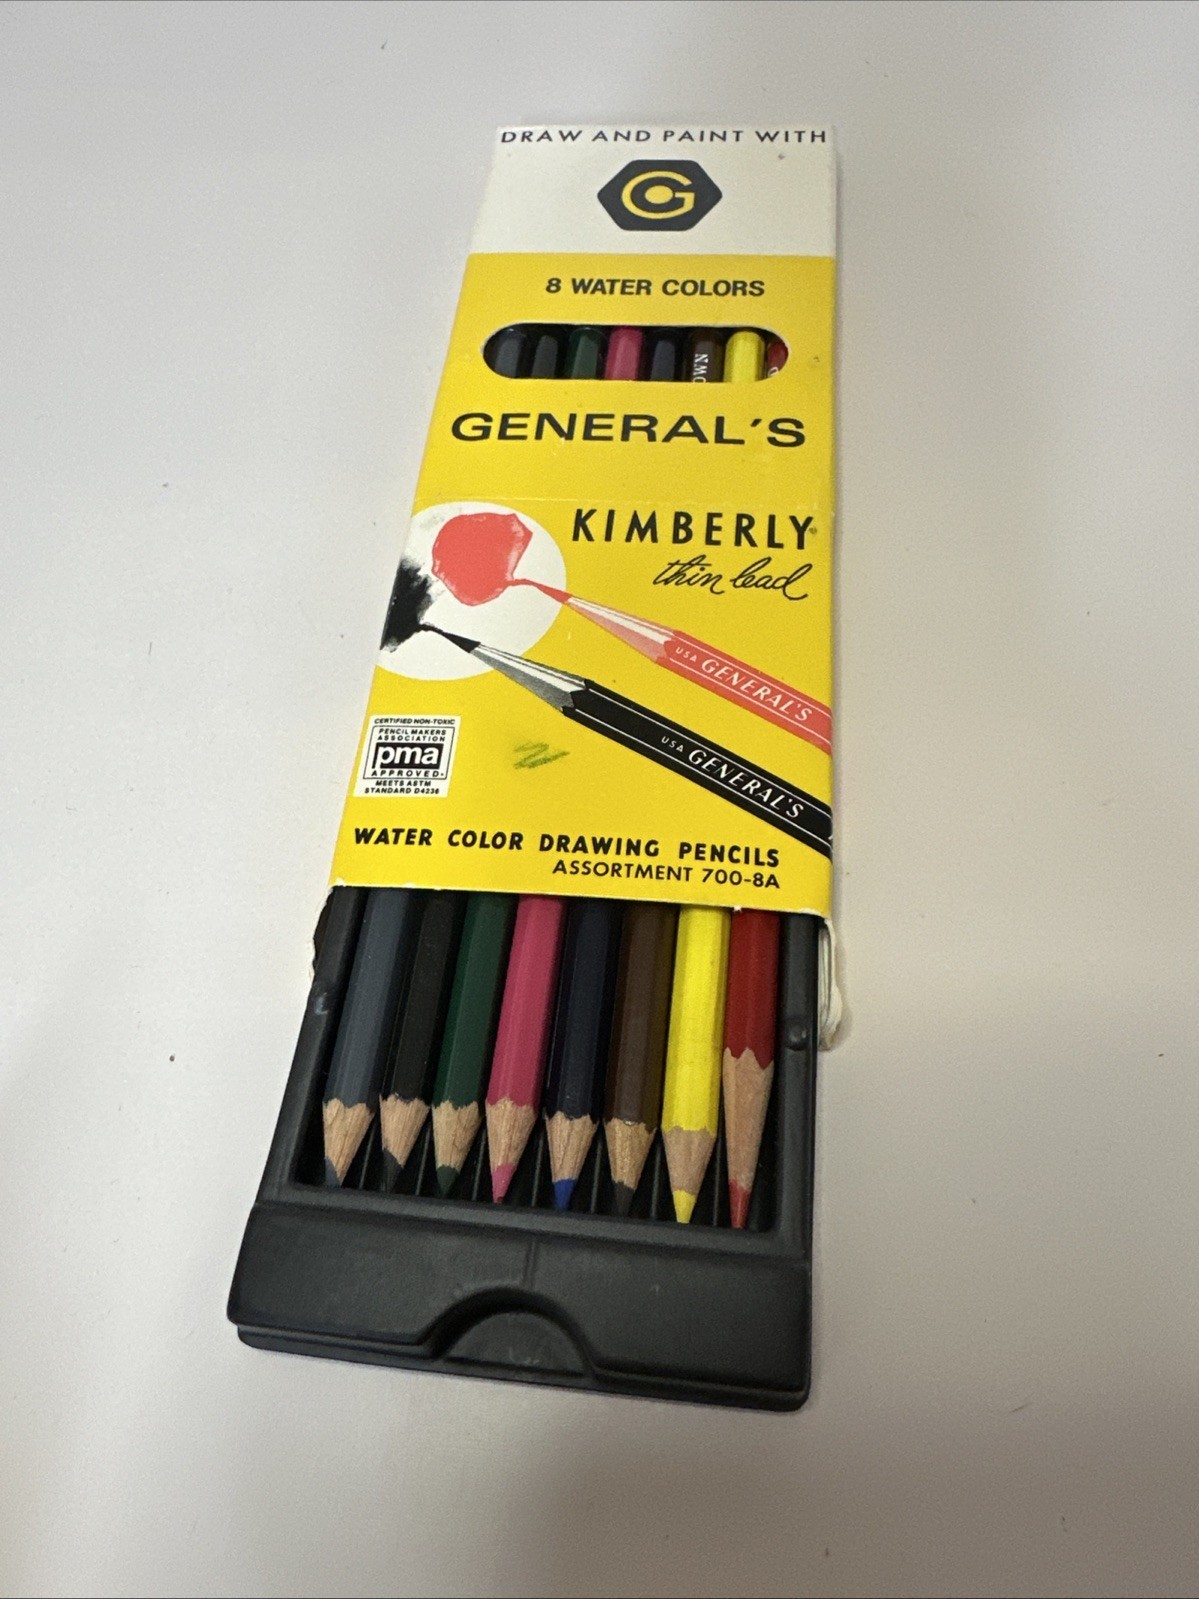 DRAW AND PAINT WITH
G
8 WATER COLORS
OWN
GENERAL'S
KIMBERLY
thin lead
USA GENERAL'S
USA GENERAL'S
CERTIFIED NON-TOXIC
PENCIL MAKERS
ASSOCIATION
pma
APPROVED
MEETS ASTM
STANDARD D4236
WATER COLOR DRAWING PENCILS
ASSORTMENT 700-8A